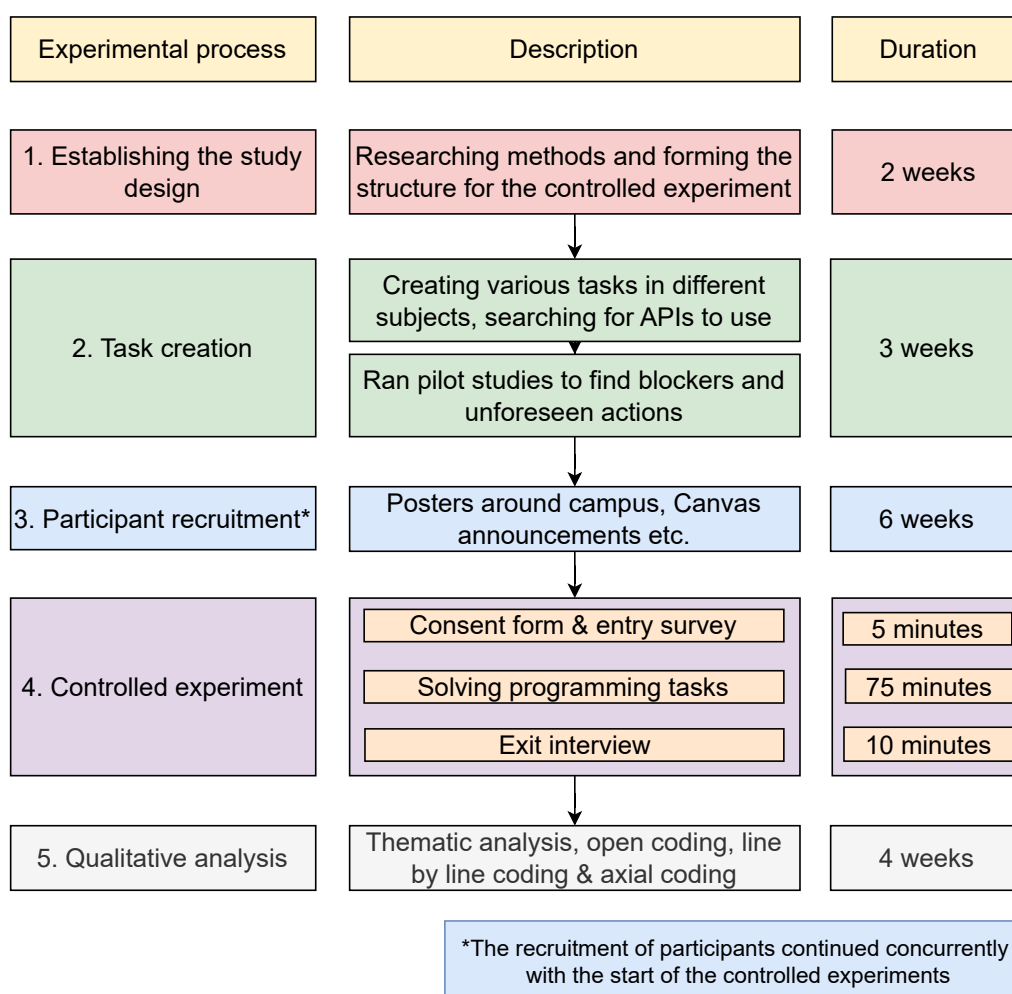 Experimental process
Description
Duration
1. Establishing the study
design
Researching methods and forming the
structure for the controlled experiment
2 weeks
2. Task creation
Creating various tasks in different
subjects, searching for APIs to use
Ran pilot studies to find blockers and
unforeseen actions
3 weeks
3. Participant recruitment*
Posters around campus, Canvas
announcements etc.
6 weeks
4. Controlled experiment
Consent form & entry survey
5 minutes
Solving programming tasks
75 minutes
Exit interview
10 minutes
5. Qualitative analysis
Thematic analysis, open coding, line
by line coding & axial coding
4 weeks
*The recruitment of participants continued concurrently
with the start of the controlled experiments